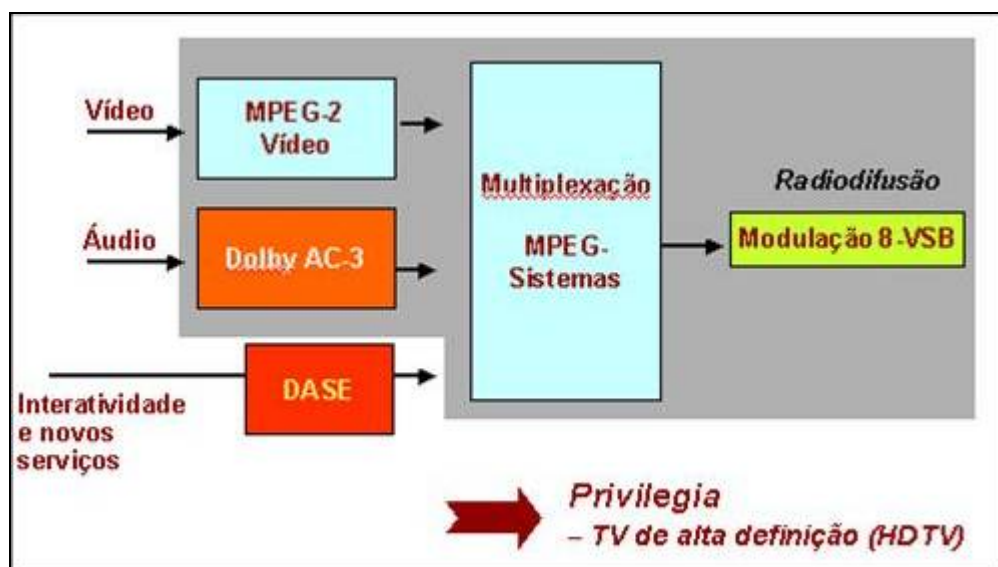 Vídeo
MPEG-2
Vídeo
Áudio
Dolby AC-3
Interatividade
e novos
serviços
DASE
Multiplexação
MPEG-
Sistemas
Radiodifusão
Modulação 8-VSB
Privilegia
– TV de alta definição (HDTV)